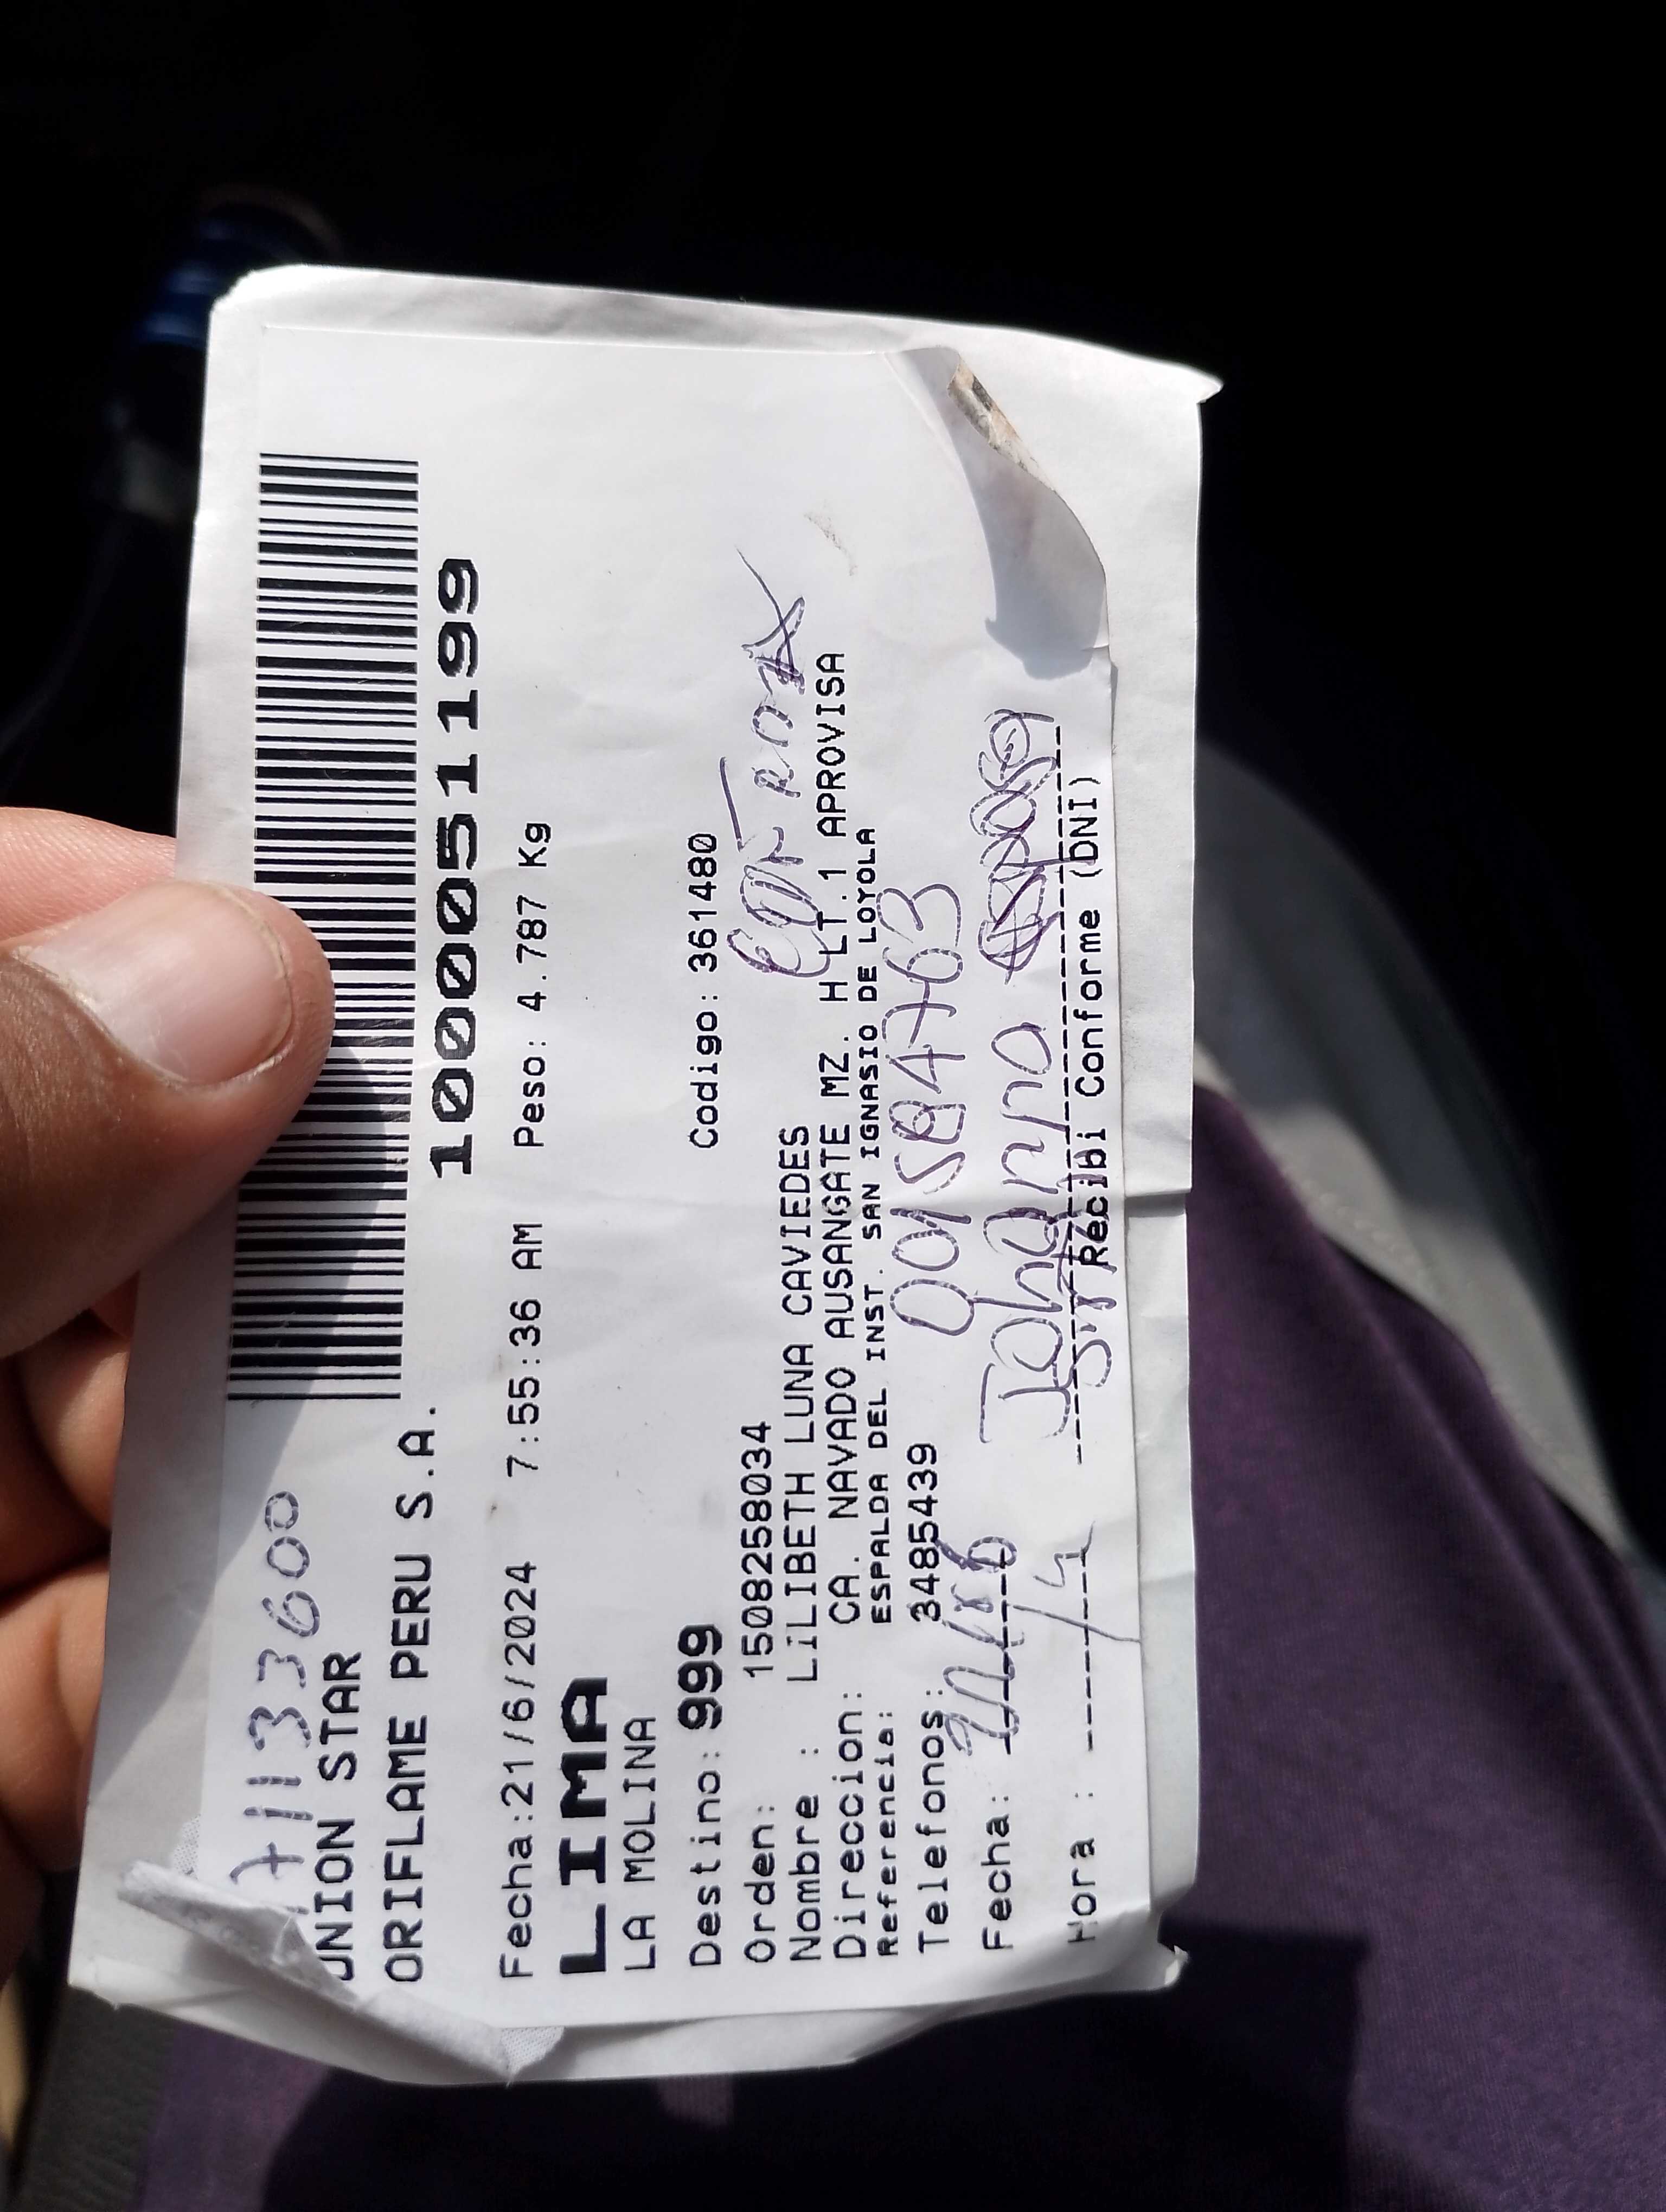 71133600
UNION STAR
ORIFLAME PERU S.A.
1000051199
Fecha:21/6/2024 7:55:36 AM Peso: 4.787 Kg
LIMA
LA MOLINA
Destino: 999 Codigo: 361480
Orden: 1508258034
Nombre : LiLIBETH LUNA CAVIEDES
Direccion: CA. NAVADO AUSANGATE MZ. H LT.1 APROVISA
Referencia: ESPALDA DEL INST. SAN IGNASIO DE LOYOLA
Telefonos: 3485439
Fecha:
Johanna
Hora :
Recibi Conforme (DNI)